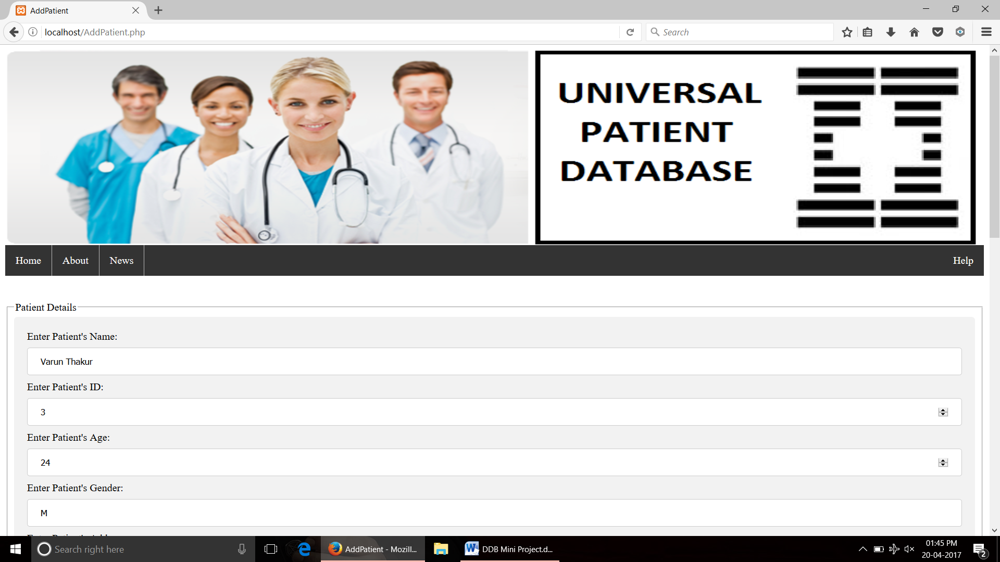 AddPatient
localhost/AddPatient.php
Search
UNIVERSAL
PATIENT
DATABASE
Home About News Help
Patient Details
Enter Patient's Name:
Varun Thakur
Enter Patient's ID:
3
Enter Patient's Age:
24
Enter Patient's Gender:
M
Search right here
AddPatient - Mozill...
DDB Mini Project.d...
01:45 PM
20-04-2017
2